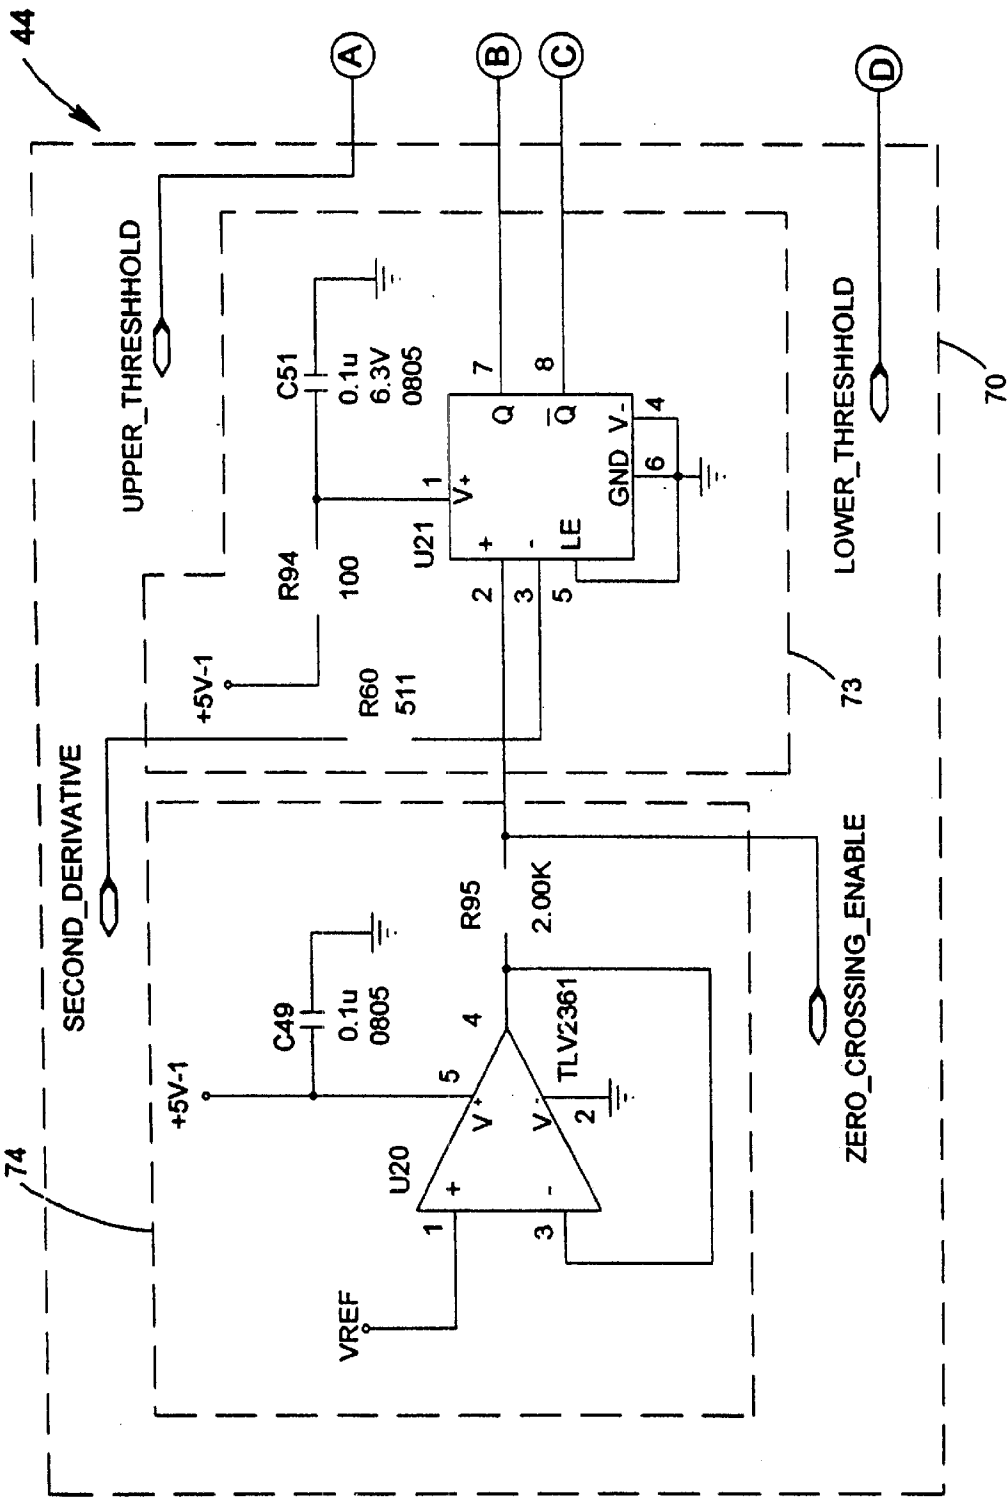 44
A
B
C
D
UPPER_THRESHHOLD
C51
0.1u
6.3V
0805
R94
100
+5V-1
SECOND_DERIVATIVE
R60
511
U21
1
V+
2
+
3
-
5
LE
7
Q
8
Q̅
GND
6
V-
4
LOWER_THRESHHOLD
70
73
74
+5V-1
C49
0.1u
0805
R95
2.00K
U20
VREF
1
+
3
-
5
V+
4
V-
2
TLV2361
ZERO_CROSSING_ENABLE